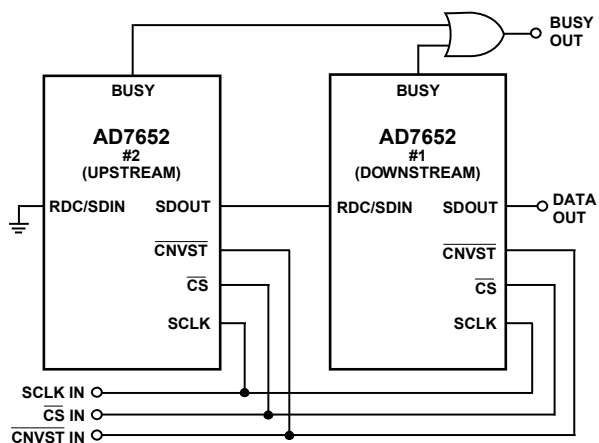 BUSY
OUT
BUSY
BUSY
AD7652
#2
(UPSTREAM)
AD7652
#1
(DOWNSTREAM)
RDC/SDIN SDOUT
RDC/SDIN SDOUT
DATA
OUT
CNVST
CNVST
CS
CS
SCLK
SCLK
SCLK IN
CS IN
CNVST IN